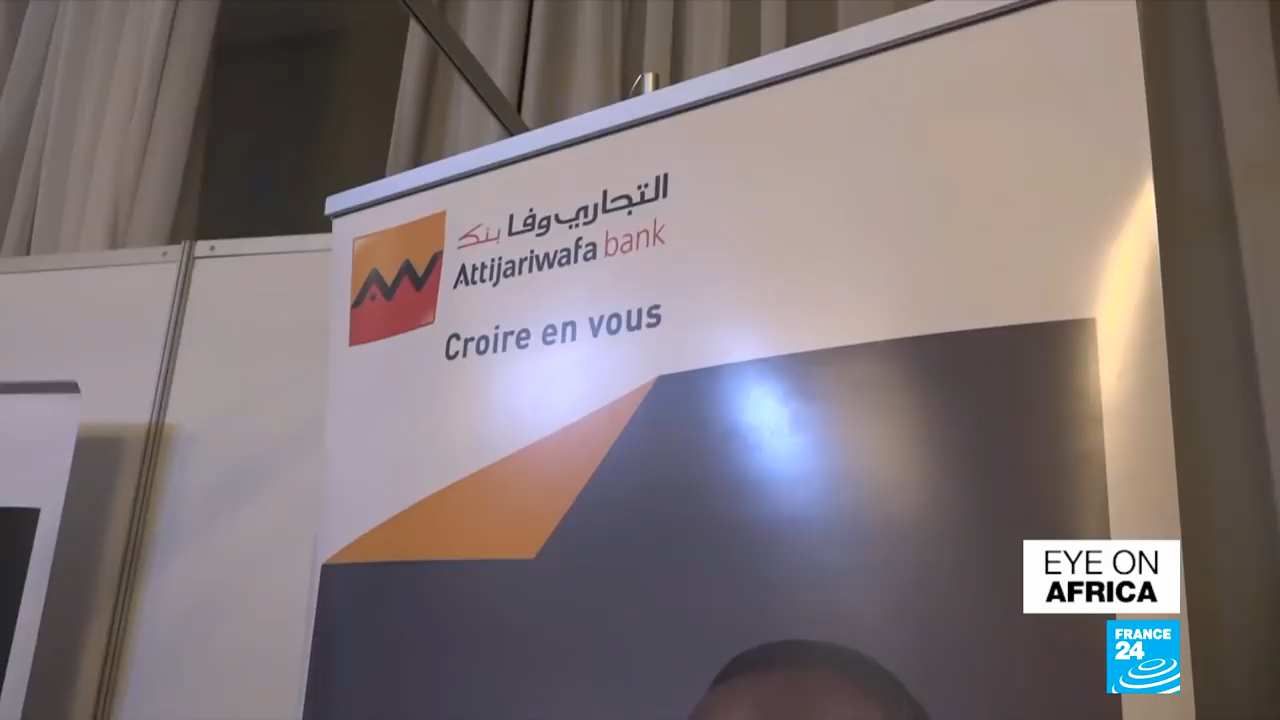 التجاري وفا بنك
Attijariwafa bank
Croire en vous
EYE ON
AFRICA
FRANCE
24